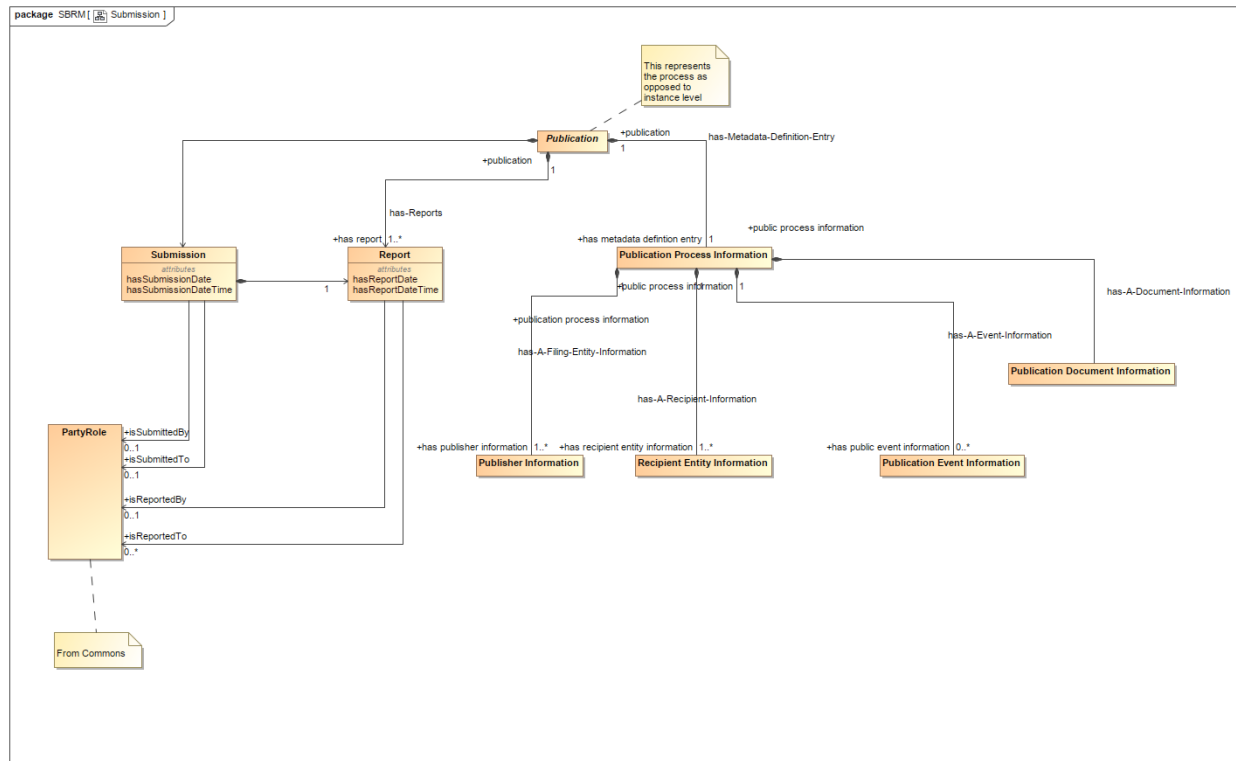 package SBRM [ Submission ]
This represents
the process as
opposed to
instance level
Publication
+publication
1
has-Metadata-Definition-Entry
+publication
1
has-Reports
+has report 1..*
+has metadata defintion entry 1
+public process information
Submission
attributes
hasSubmissionDate
hasSubmissionDateTime
1
Report
attributes
hasReportDate
hasReportDateTime
Publication Process Information
+public process information
1
1
1
+publication process information
has-A-Filing-Entity-Information
has-A-Document-Information
has-A-Event-Information
Publication Document Information
has-A-Recipient-Information
PartyRole
+isSubmittedBy
0..1
+isSubmittedTo
0..1
+isReportedBy
0..1
+isReportedTo
0..*
+has publisher information 1..*
+has recipient entity information 1..*
+has public event information 0..*
Publisher Information
Recipient Entity Information
Publication Event Information
From Commons